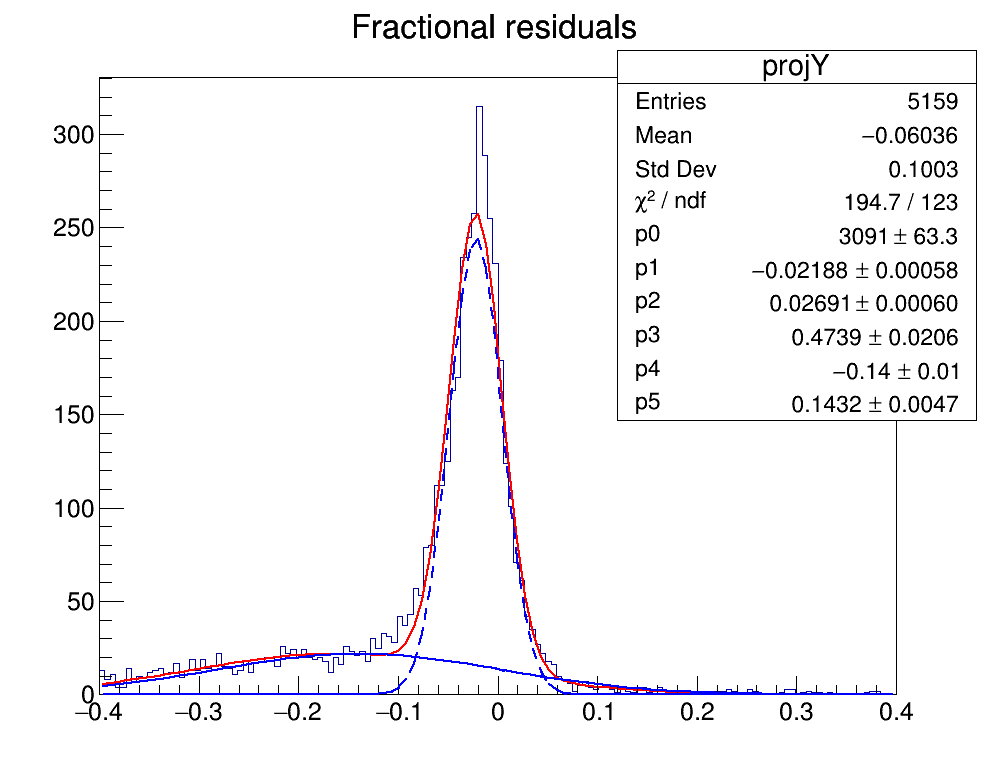 Fractional residuals
projY
Entries 5159
Mean −0.06036
Std Dev 0.1003
χ² / ndf 194.7 / 123
p0 3091 ± 63.3
p1 −0.02188 ± 0.00058
p2 0.02691 ± 0.00060
p3 0.4739 ± 0.0206
p4 −0.14 ± 0.01
p5 0.1432 ± 0.0047
300
250
200
150
100
50
0
−0.4 −0.3 −0.2 −0.1 0 0.1 0.2 0.3 0.4